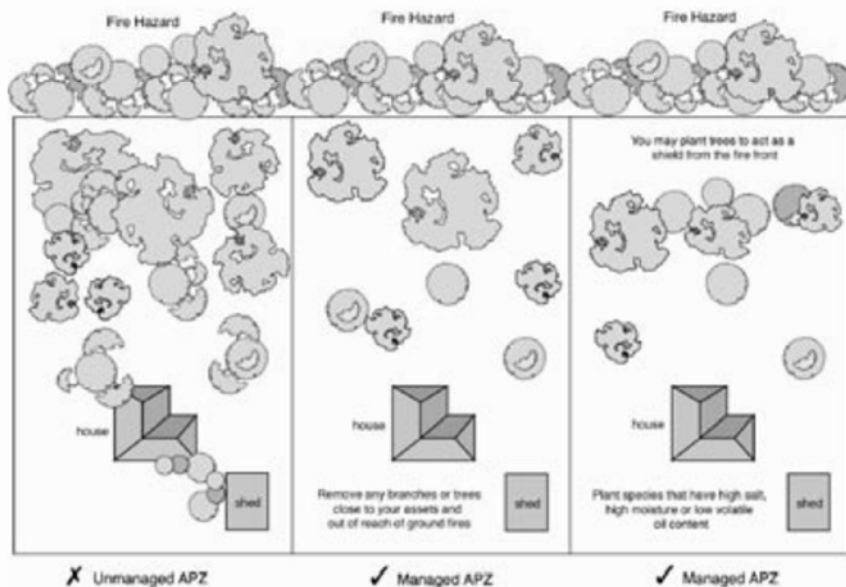 Fire Hazard
Fire Hazard
Fire Hazard
You may plant trees to act as a
shield from the fire front
house
house
house
shed
Remove any branches or trees
close to your assets and
out of reach of ground fires
shed
Plant species that have high salt,
high moisture or low volatile
oil content
shed
✗ Unmanaged APZ
✓ Managed APZ
✓ Managed APZ